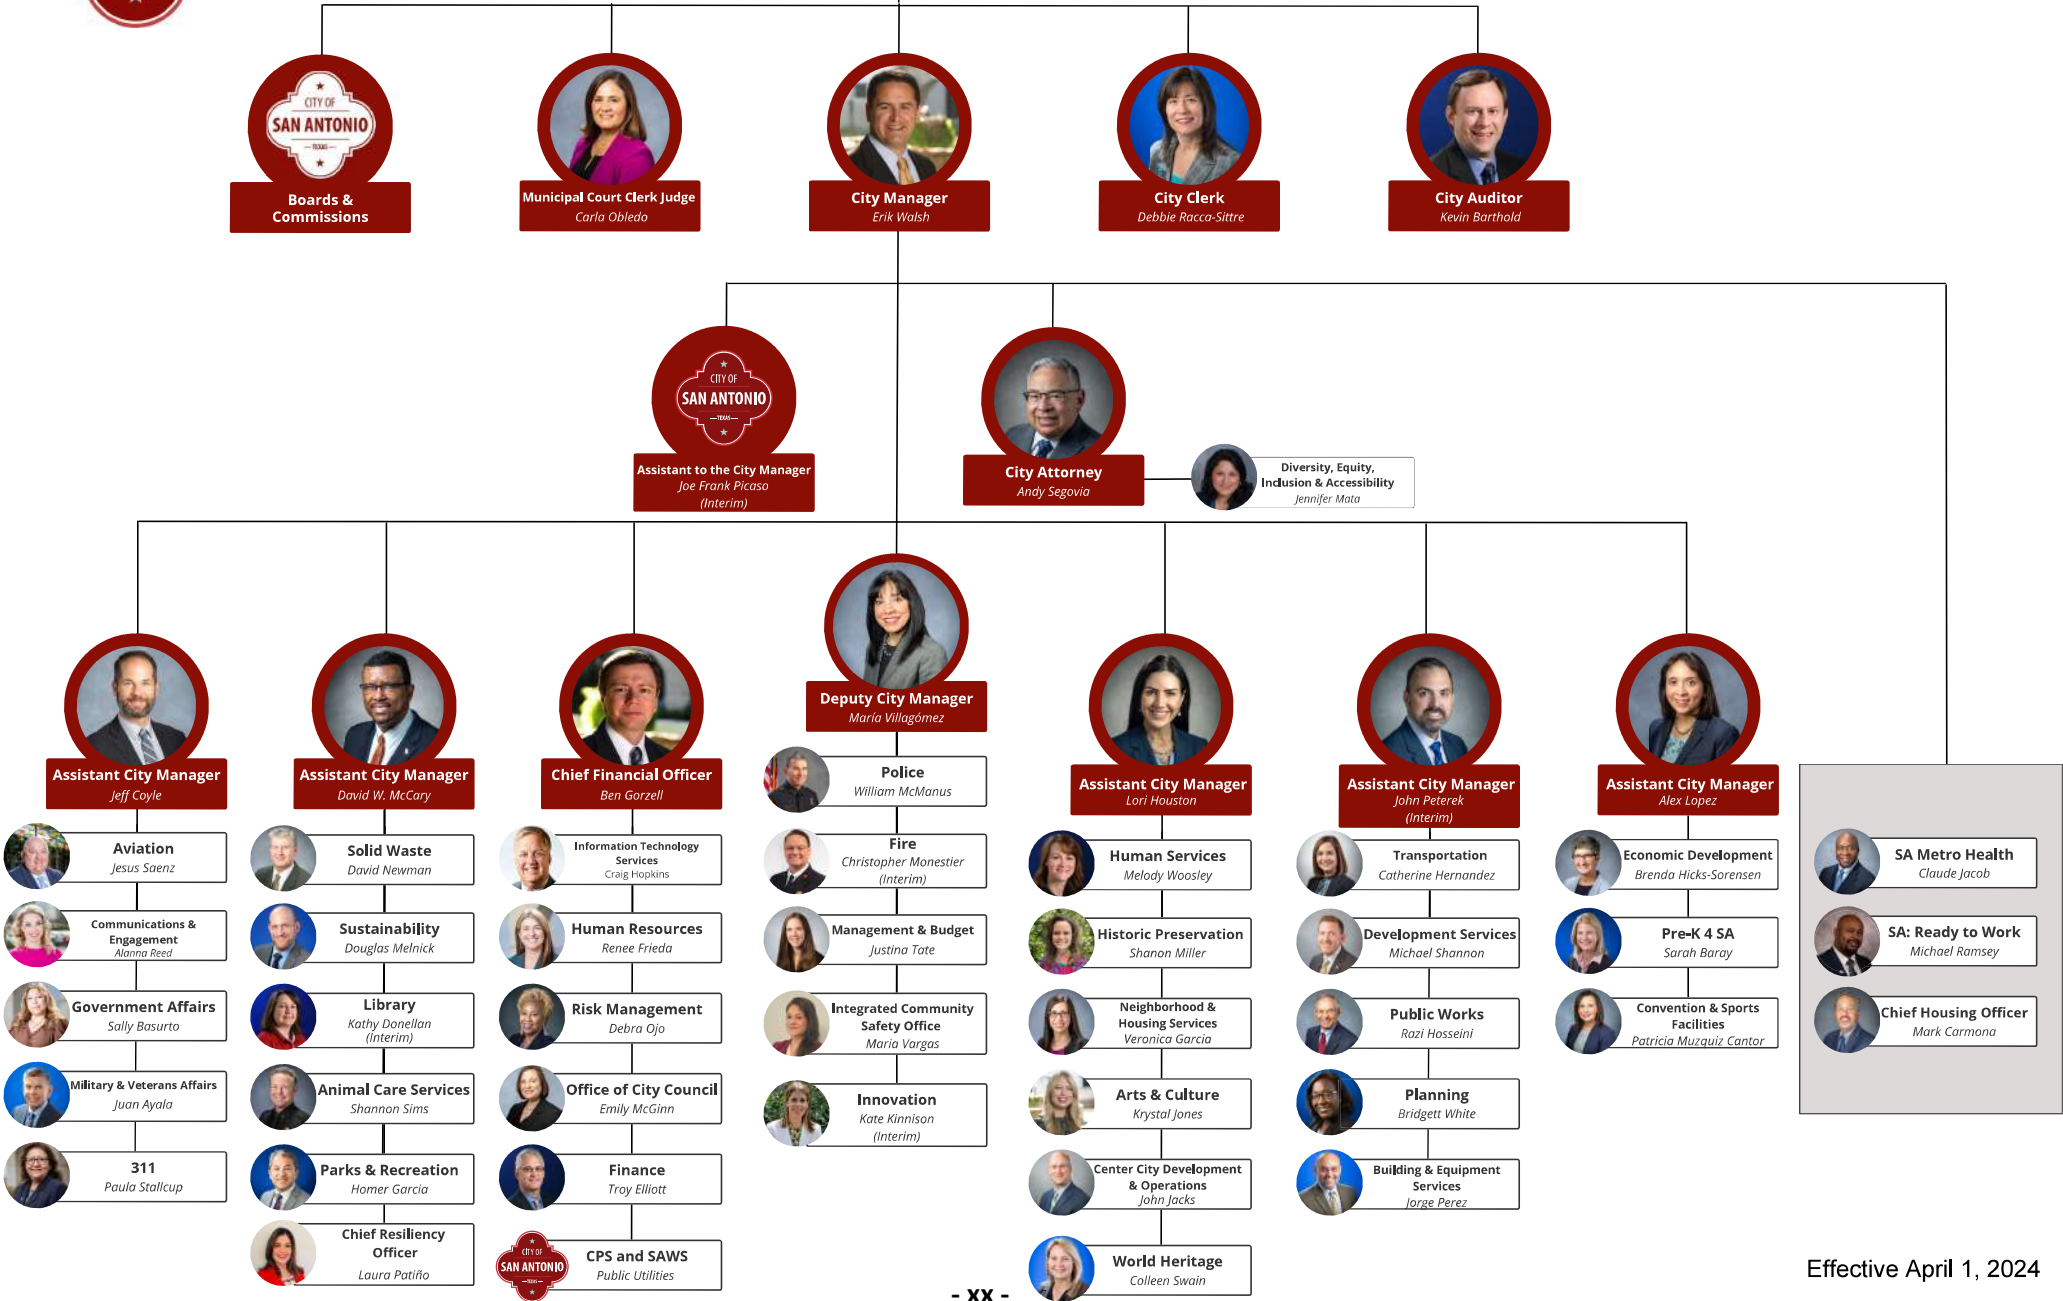 CITY OF
SAN ANTONIO
TEXAS
Boards &
Commissions
Municipal Court Clerk Judge
Carla Obledo
City Manager
Erik Walsh
City Clerk
Debbie Racca-Sittre
City Auditor
Kevin Barthold
CITY OF
SAN ANTONIO
TEXAS
Assistant to the City Manager
Joe Frank Picaso
(Interim)
City Attorney
Andy Segovia
Diversity, Equity,
Inclusion & Accessibility
Jennifer Mata
Assistant City Manager
Jeff Coyle
Aviation
Jesus Saenz
Communications &
Engagement
Alanna Reed
Government Affairs
Sally Basurto
Military & Veterans Affairs
Juan Ayala
311
Paula Stallcup
Assistant City Manager
David W. McCary
Solid Waste
David Newman
Sustainability
Douglas Melnick
Library
Kathy Donellan
(Interim)
Animal Care Services
Shannon Sims
Parks & Recreation
Homer Garcia
Chief Resiliency
Officer
Laura Patiño
Chief Financial Officer
Ben Gorzell
Information Technology
Services
Craig Hopkins
Human Resources
Renee Frieda
Risk Management
Debra Ojo
Office of City Council
Emily McGinn
Finance
Troy Elliott
CITY OF
SAN ANTONIO
TEXAS
CPS and SAWS
Public Utilities
Deputy City Manager
María Villagómez
Police
William McManus
Fire
Christopher Monestier
(Interim)
Management & Budget
Justina Tate
Integrated Community
Safety Office
Maria Vargas
Innovation
Kate Kinnison
(Interim)
Assistant City Manager
Lori Houston
Human Services
Melody Woosley
Historic Preservation
Shanon Miller
Neighborhood &
Housing Services
Veronica Garcia
Arts & Culture
Krystal Jones
Center City Development
& Operations
John Jacks
World Heritage
Colleen Swain
Assistant City Manager
John Peterek
(Interim)
Transportation
Catherine Hernandez
Development Services
Michael Shannon
Public Works
Razi Hosseini
Planning
Bridgett White
Building & Equipment
Services
Jorge Perez
Assistant City Manager
Alex Lopez
Economic Development
Brenda Hicks-Sorensen
Pre-K 4 SA
Sarah Baray
Convention & Sports
Facilities
Patricia Muzquiz Cantor
SA Metro Health
Claude Jacob
SA: Ready to Work
Michael Ramsey
Chief Housing Officer
Mark Carmona
Effective April 1, 2024
- xx -